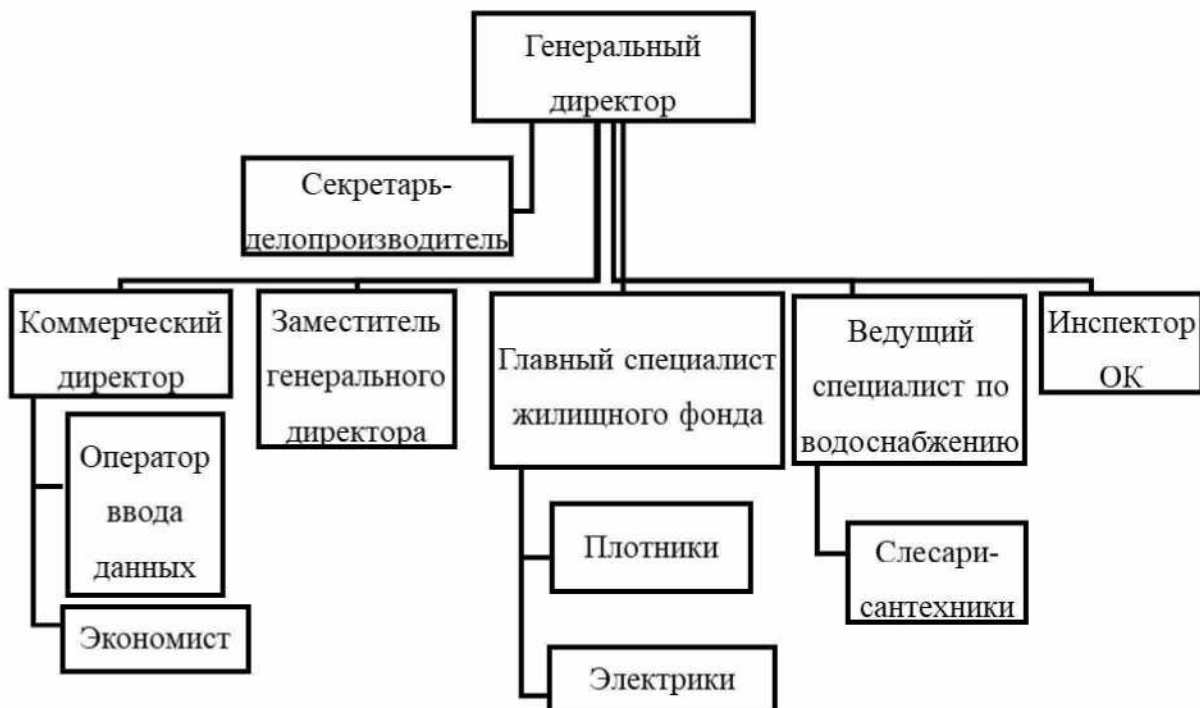 Генеральный
директор
Секретарь-
делопроизводитель
Коммерческий
директор
Заместитель
генерального
директора
Главный специалист
жилищного фонда
Ведущий
специалист по
водоснабжению
Инспектор
ОК
Оператор
ввода
данных
Экономист
Плотники
Электрики
Слесари-
сантехники